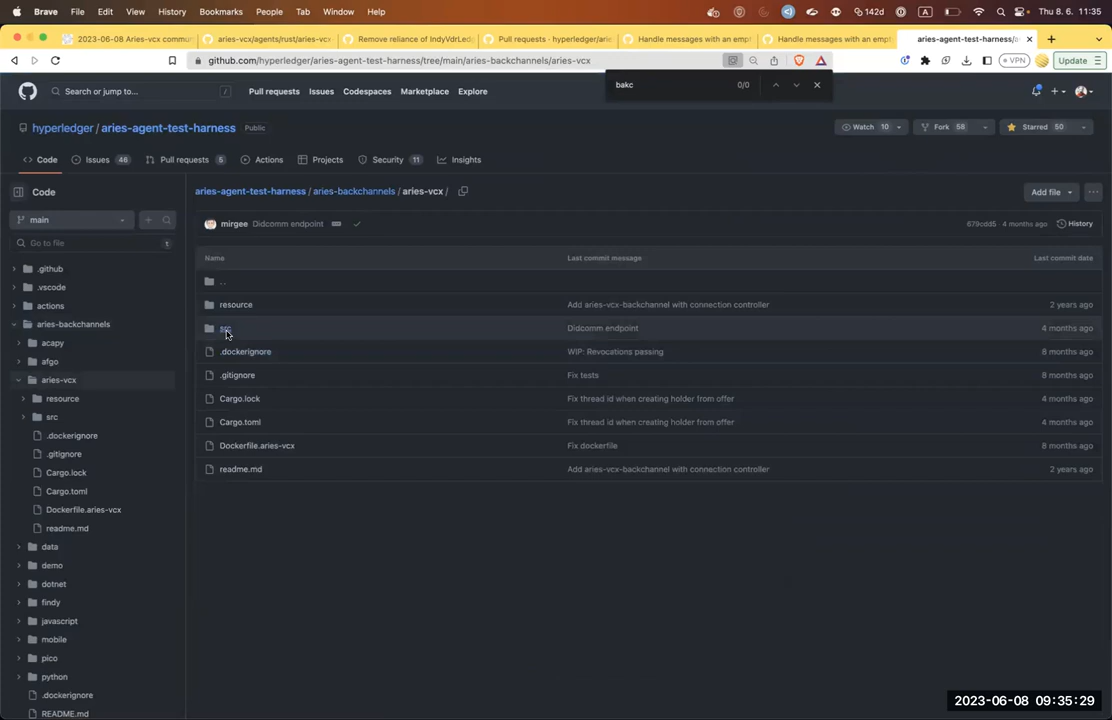 Brave File Edit View History Bookmarks People Tab Window Help 142d A Thu 8. 6. 11:35
2023-06-08 Aries-vcx commun
aries-vcx/agents/rust/aries-vc
Remove reliance of IndyVdrLedg
Pull requests · hyperledger/arie
Handle messages with an empt
Handle messages with an empt
aries-agent-test-harness/
github.com/hyperledger/aries-agent-test-harness/tree/main/aries-backchannels/aries-vcx VPN Update
bakc 0/0
Search or jump to... / Pull requests Issues Codespaces Marketplace Explore
hyperledger / aries-agent-test-harness Public Watch 10 Fork 58 Starred 50
Code Issues 46 Pull requests 5 Actions Projects Security 11 Insights
Code
main
Go to file t
.github
.vscode
actions
aries-backchannels
acapy
afgo
aries-vcx
resource
src
.dockerignore
.gitignore
Cargo.lock
Cargo.toml
Dockerfile.aries-vcx
readme.md
data
demo
dotnet
findy
javascript
mobile
pico
python
.dockerignore
README.md
aries-agent-test-harness / aries-backchannels / aries-vcx / Add file
mirgee Didcomm endpoint 679cdd5 4 months ago History
Name Last commit message Last commit date
..
resource Add aries-vcx-backchannel with connection controller 2 years ago
src Didcomm endpoint 4 months ago
.dockerignore WIP: Revocations passing 8 months ago
.gitignore Fix tests 8 months ago
Cargo.lock Fix thread id when creating holder from offer 4 months ago
Cargo.toml Fix thread id when creating holder from offer 4 months ago
Dockerfile.aries-vcx Fix dockerfile 8 months ago
readme.md Add aries-vcx-backchannel with connection controller 2 years ago
2023-06-08 09:35:29